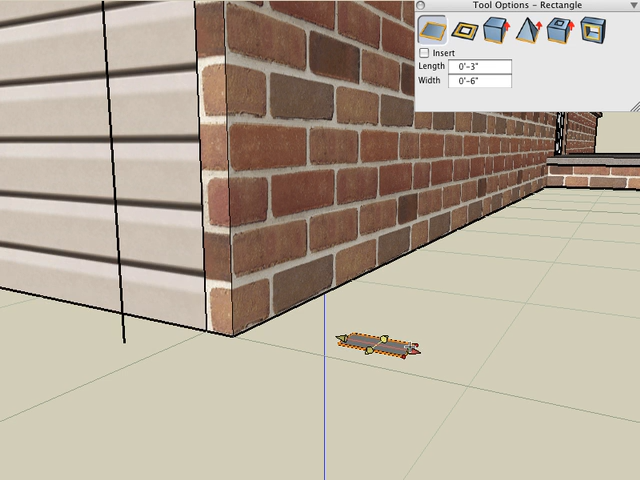 Tool Options - Rectangle
Insert
Length 0'-3"
Width 0'-6"